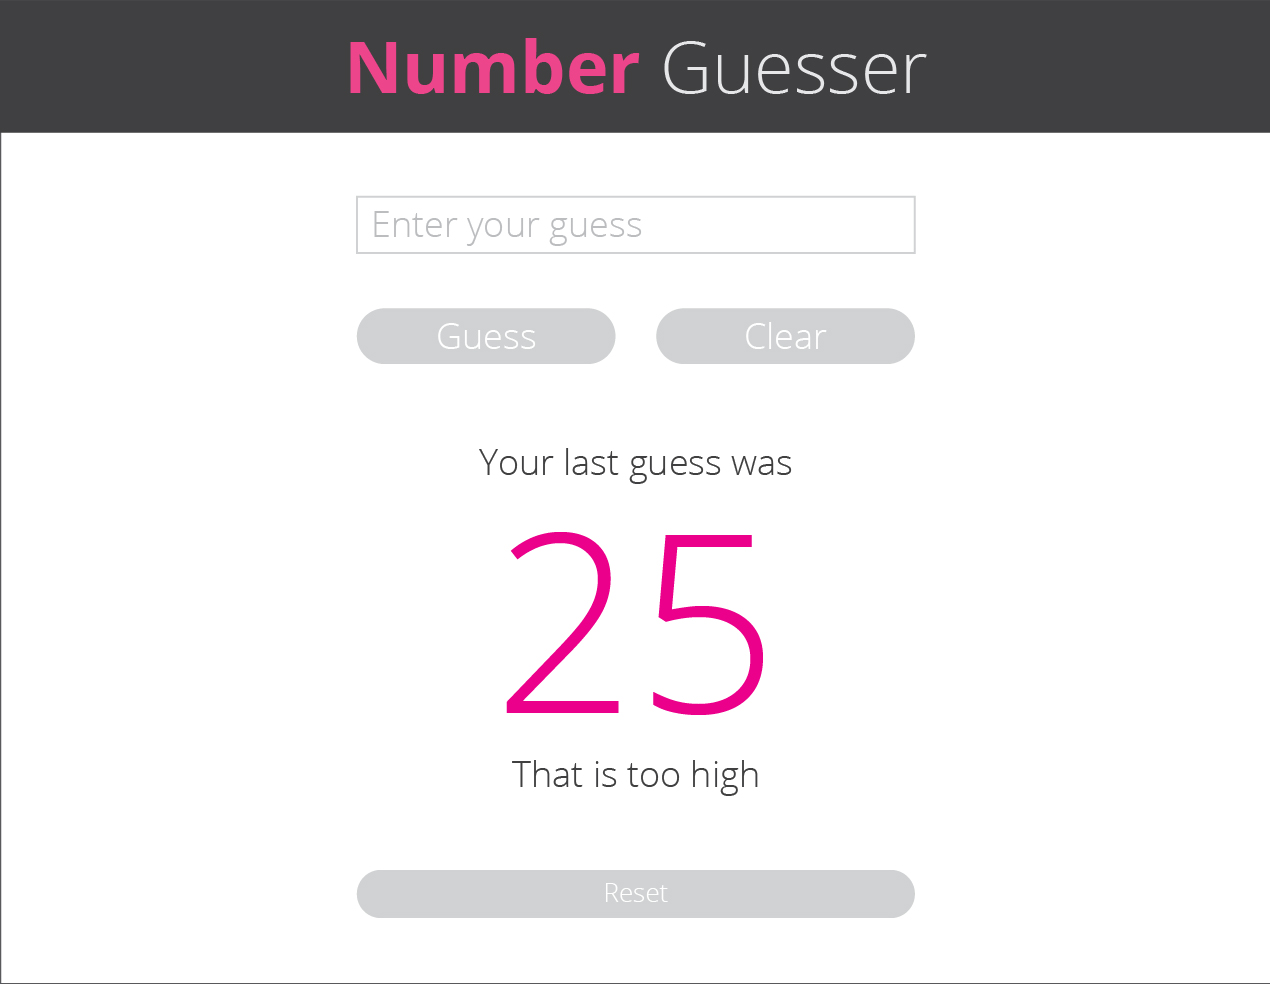 Number Guesser
Enter your guess
Guess Clear
Your last guess was
25
That is too high
Reset